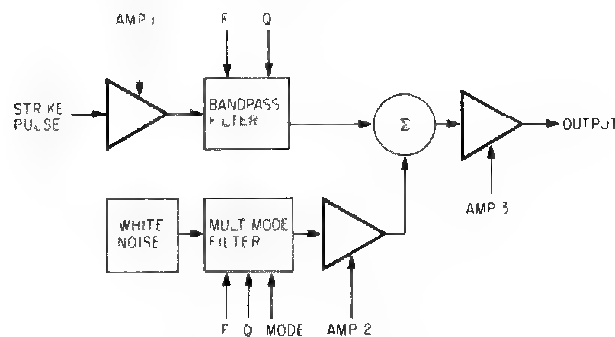 AMP 1
F Q
STRIKE
PULSE
BANDPASS
FILTER
Σ
OUTPUT
AMP 3
WHITE
NOISE
MULT MODE
FILTER
F Q MODE
AMP 2